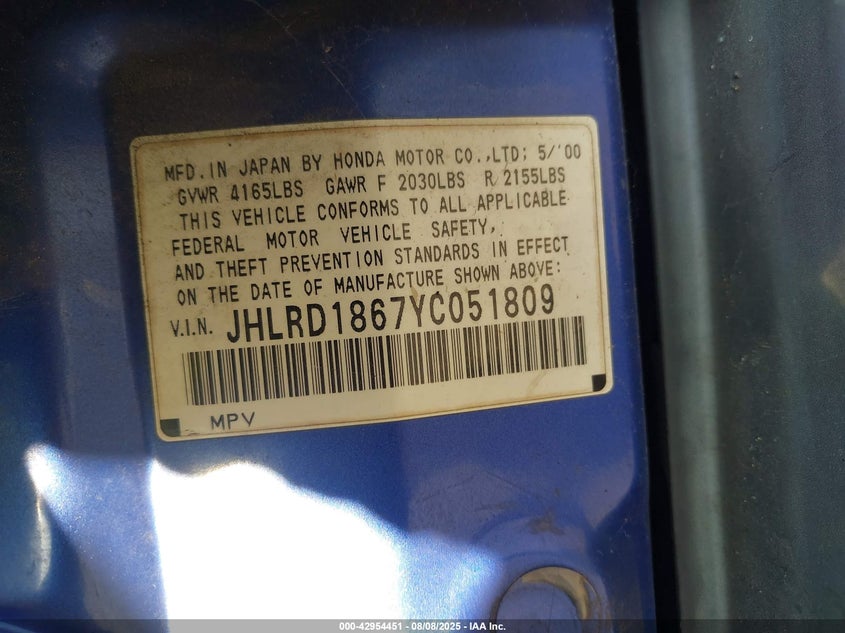 MFD.IN JAPAN BY HONDA MOTOR CO.,LTD; 5/'00
GVWR 4165LBS GAWR F 2030LBS R 2155LBS
THIS VEHICLE CONFORMS TO ALL APPLICABLE
FEDERAL MOTOR VEHICLE SAFETY,
AND THEFT PREVENTION STANDARDS IN EFFECT
ON THE DATE OF MANUFACTURE SHOWN ABOVE:
V.I.N. JHLRD1867YC051809
MPV
000-42954451 - 08/08/2025 - IAA Inc.